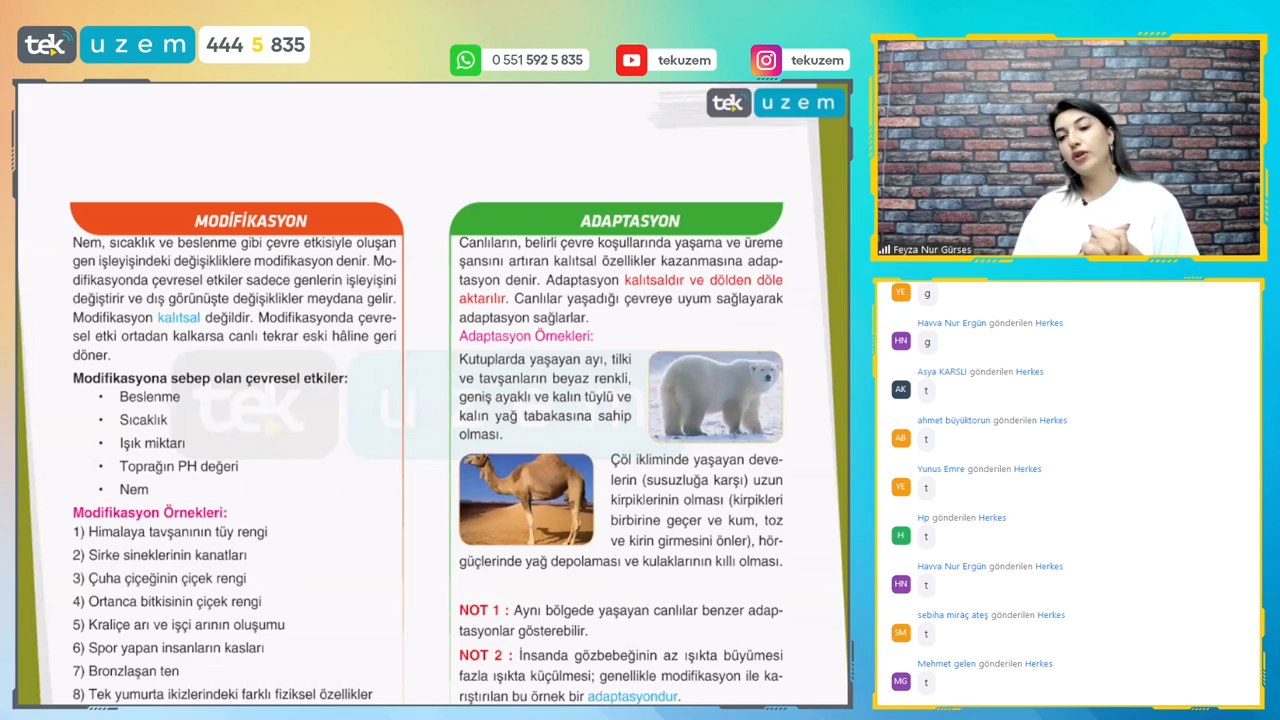 tek uzem 444 5 835
0 551 592 5 835
tekuzem
tekuzem
tek uzem
MODİFİKASYON
Nem, sıcaklık ve beslenme gibi çevre etkisiyle oluşan
gen işleyişindeki değişikliklere modifikasyon denir. Mo-
difikasyonda çevresel etkiler sadece genlerin işleyişini
değiştirir ve dış görünüşte değişiklikler meydana gelir.
Modifikasyon kalıtsal değildir. Modifikasyonda çevre-
sel etki ortadan kalkarsa canlı tekrar eski hâline geri
döner.
Modifikasyona sebep olan çevresel etkiler:
• Beslenme
• Sıcaklık
• Işık miktarı
• Toprağın PH değeri
• Nem
Modifikasyon Örnekleri:
1) Himalaya tavşanının tüy rengi
2) Sirke sineklerinin kanatları
3) Çuha çiçeğinin çiçek rengi
4) Ortanca bitkisinin çiçek rengi
5) Kraliçe arı ve işçi arının oluşumu
6) Spor yapan insanların kasları
7) Bronzlaşan ten
8) Tek yumurta ikizlerindeki farklı fiziksel özellikler
ADAPTASYON
Canlıların, belirli çevre koşullarında yaşama ve üreme
şansını artıran kalıtsal özellikler kazanmasına adap-
tasyon denir. Adaptasyon kalıtsaldır ve dölden döle
aktarılır. Canlılar yaşadığı çevreye uyum sağlayarak
adaptasyon sağlarlar.
Adaptasyon Örnekleri:
Kutuplarda yaşayan ayı, tilki
ve tavşanların beyaz renkli,
geniş ayaklı ve kalın tüylü ve
kalın yağ tabakasına sahip
olması.
Çöl ikliminde yaşayan deve-
lerin (susuzluğa karşı) uzun
kirpiklerinin olması (kirpikleri
birbirine geçer ve kum, toz
ve kirin girmesini önler), hör-
güçlerinde yağ depolaması ve kulaklarının kıllı olması.
NOT 1 : Aynı bölgede yaşayan canlılar benzer adap-
tasyonlar gösterebilir.
NOT 2 : İnsanda gözbebeğinin az ışıkta büyümesi
fazla ışıkta küçülmesi; genellikle modifikasyon ile ka-
rıştırılan bu örnek bir adaptasyondur.
Feyza Nur Gürses
YE
g
Havva Nur Ergün gönderilen Herkes
HN
g
Asya KARSLI gönderilen Herkes
AK
t
ahmet büyüktorun gönderilen Herkes
AB
t
Yunus Emre gönderilen Herkes
YE
t
Hp gönderilen Herkes
H
t
Havva Nur Ergün gönderilen Herkes
HN
t
sebiha miraç ateş gönderilen Herkes
SM
t
Mehmet gelen gönderilen Herkes
MG
t